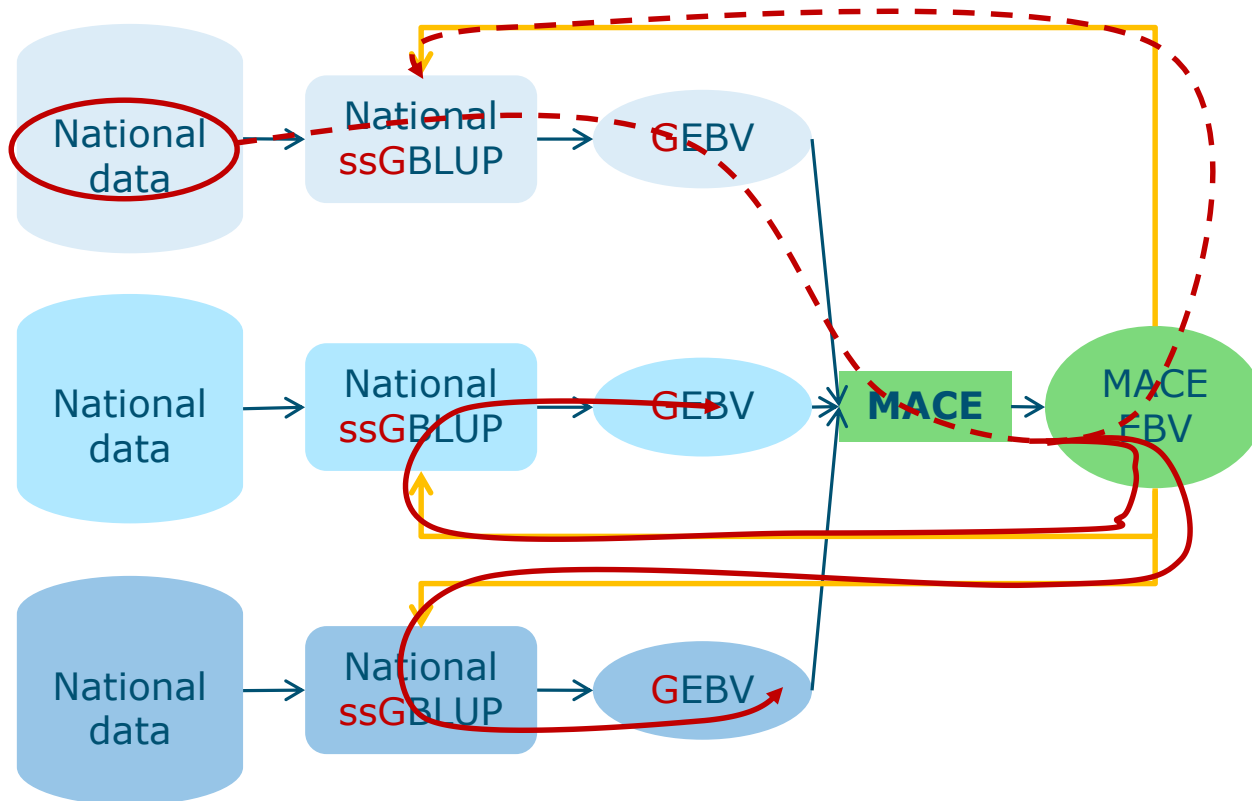 National
data
National
ssGBLUP
GEBV
National
data
National
ssGBLUP
GEBV
MACE
MACE
EBV
National
data
National
ssGBLUP
GEBV